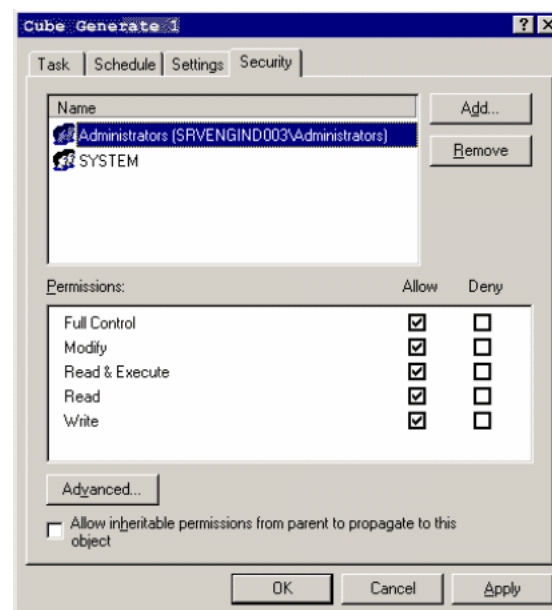 Cube Generate 1
Task Schedule Settings Security
Name
Add...
Administrators (SRVENGIND003\Administrators)
Remove
SYSTEM
Permissions: Allow Deny
Full Control
Modify
Read & Execute
Read
Write
Advanced...
Allow inheritable permissions from parent to propagate to this
object
OK Cancel Apply